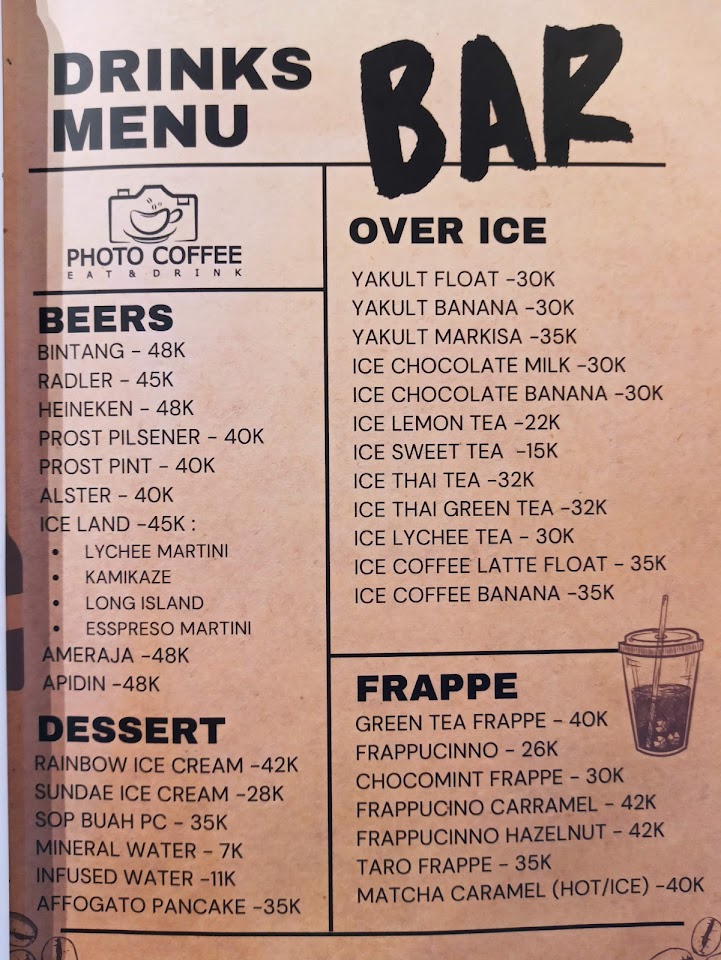 DRINKS
MENU
BAR
PHOTO COFFEE
EAT & DRINK
BEERS
BINTANG - 48K
RADLER - 45K
HEINEKEN - 48K
PROST PILSENER - 40K
PROST PINT - 40K
ALSTER - 40K
ICE LAND -45K :
• LYCHEE MARTINI
• KAMIKAZE
• LONG ISLAND
• ESSPRESO MARTINI
AMERAJA -48K
APIDIN -48K
DESSERT
RAINBOW ICE CREAM -42K
SUNDAE ICE CREAM -28K
SOP BUAH PC - 35K
MINERAL WATER - 7K
INFUSED WATER -11K
AFFOGATO PANCAKE -35K
OVER ICE
YAKULT FLOAT -30K
YAKULT BANANA -30K
YAKULT MARKISA -35K
ICE CHOCOLATE MILK -30K
ICE CHOCOLATE BANANA -30K
ICE LEMON TEA -22K
ICE SWEET TEA -15K
ICE THAI TEA -32K
ICE THAI GREEN TEA -32K
ICE LYCHEE TEA - 30K
ICE COFFEE LATTE FLOAT - 35K
ICE COFFEE BANANA -35K
FRAPPE
GREEN TEA FRAPPE - 40K
FRAPPUCINNO - 26K
CHOCOMINT FRAPPE - 30K
FRAPPUCINO CARRAMEL - 42K
FRAPPUCINNO HAZELNUT - 42K
TARO FRAPPE - 35K
MATCHA CARAMEL (HOT/ICE) -40K